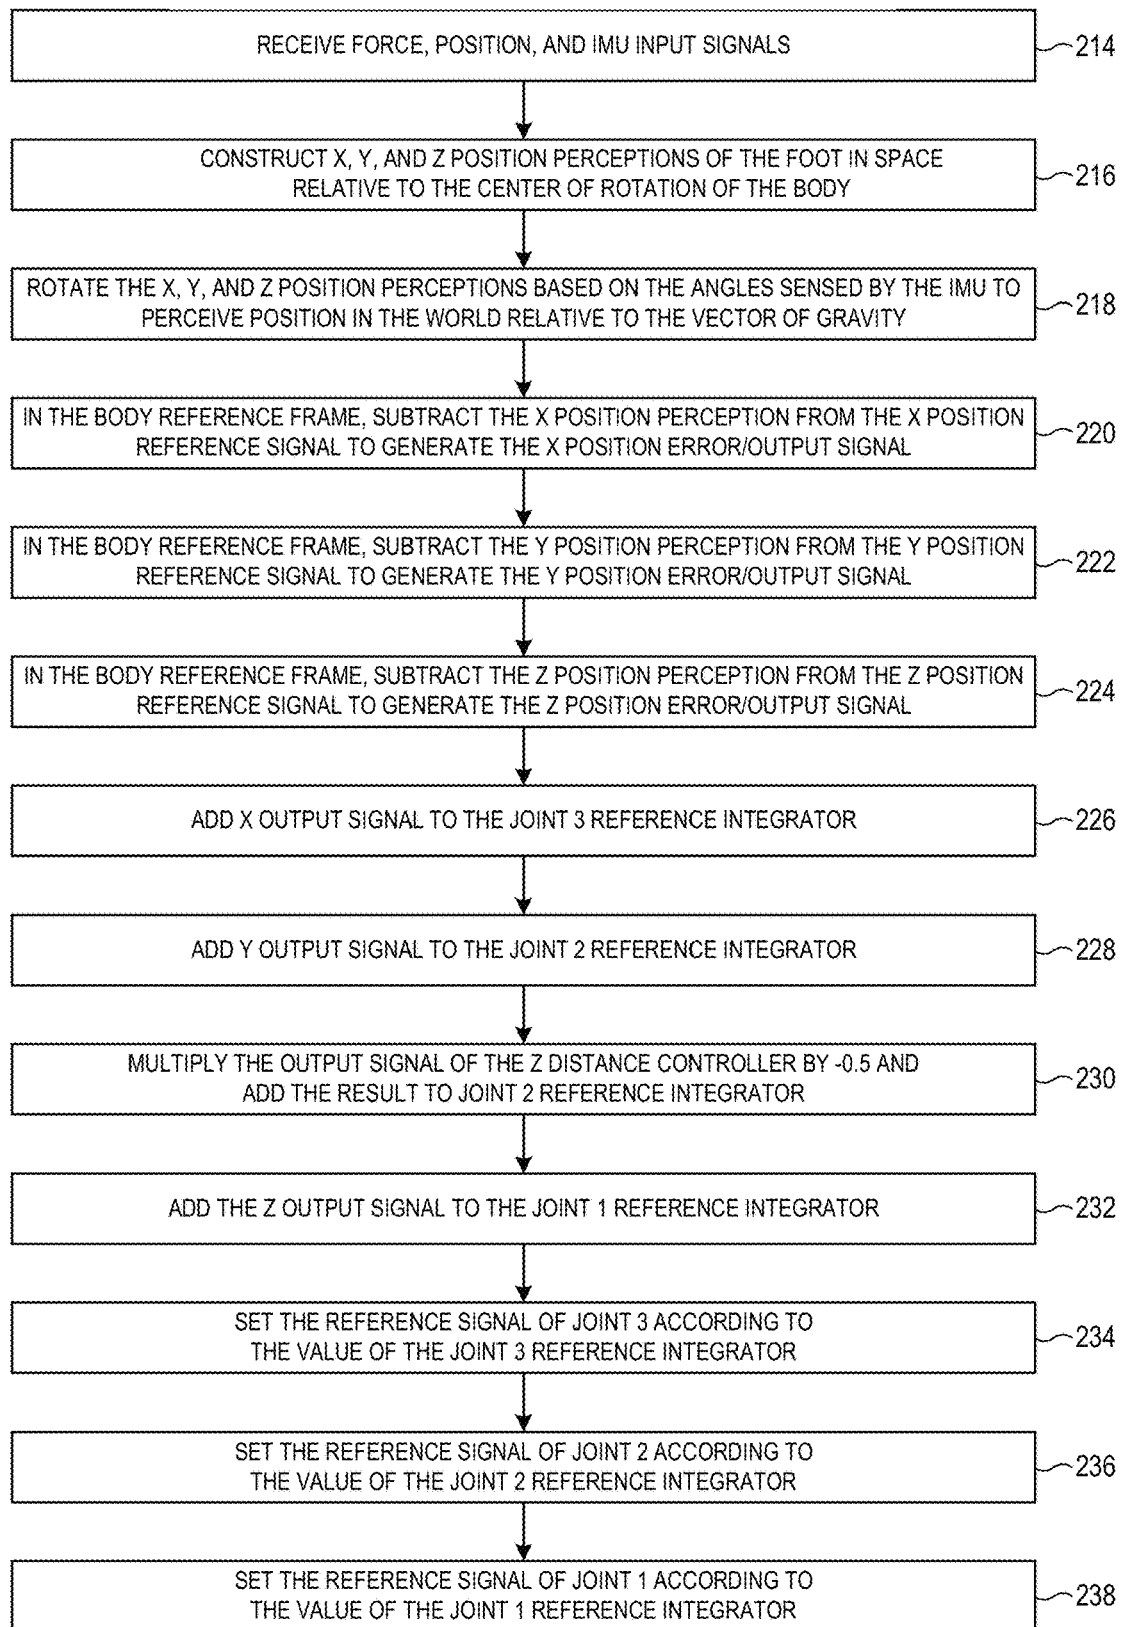 RECEIVE FORCE, POSITION, AND IMU INPUT SIGNALS
214
CONSTRUCT X, Y, AND Z POSITION PERCEPTIONS OF THE FOOT IN SPACE
RELATIVE TO THE CENTER OF ROTATION OF THE BODY
216
ROTATE THE X, Y, AND Z POSITION PERCEPTIONS BASED ON THE ANGLES SENSED BY THE IMU TO
PERCEIVE POSITION IN THE WORLD RELATIVE TO THE VECTOR OF GRAVITY
218
IN THE BODY REFERENCE FRAME, SUBTRACT THE X POSITION PERCEPTION FROM THE X POSITION
REFERENCE SIGNAL TO GENERATE THE X POSITION ERROR/OUTPUT SIGNAL
220
IN THE BODY REFERENCE FRAME, SUBTRACT THE Y POSITION PERCEPTION FROM THE Y POSITION
REFERENCE SIGNAL TO GENERATE THE Y POSITION ERROR/OUTPUT SIGNAL
222
IN THE BODY REFERENCE FRAME, SUBTRACT THE Z POSITION PERCEPTION FROM THE Z POSITION
REFERENCE SIGNAL TO GENERATE THE Z POSITION ERROR/OUTPUT SIGNAL
224
ADD X OUTPUT SIGNAL TO THE JOINT 3 REFERENCE INTEGRATOR
226
ADD Y OUTPUT SIGNAL TO THE JOINT 2 REFERENCE INTEGRATOR
228
MULTIPLY THE OUTPUT SIGNAL OF THE Z DISTANCE CONTROLLER BY -0.5 AND
ADD THE RESULT TO JOINT 2 REFERENCE INTEGRATOR
230
ADD THE Z OUTPUT SIGNAL TO THE JOINT 1 REFERENCE INTEGRATOR
232
SET THE REFERENCE SIGNAL OF JOINT 3 ACCORDING TO
THE VALUE OF THE JOINT 3 REFERENCE INTEGRATOR
234
SET THE REFERENCE SIGNAL OF JOINT 2 ACCORDING TO
THE VALUE OF THE JOINT 2 REFERENCE INTEGRATOR
236
SET THE REFERENCE SIGNAL OF JOINT 1 ACCORDING TO
THE VALUE OF THE JOINT 1 REFERENCE INTEGRATOR
238